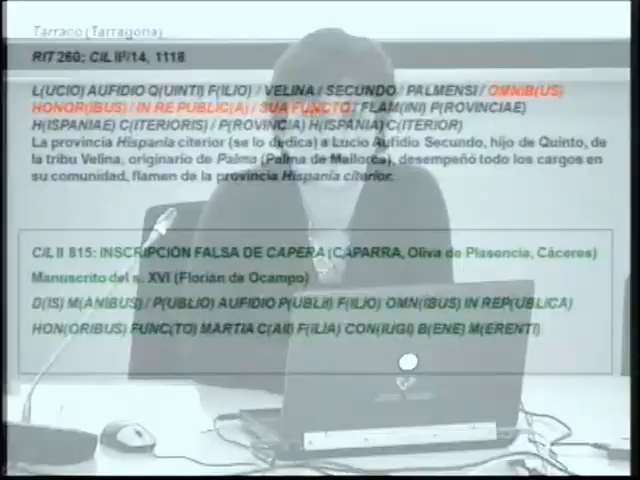 Tarraco (Tarragona)
RIT 260; CIL II²/14, 1118
L(UCIO) AUFIDIO Q(UINTI) F(ILIO) / VELINA / SECUNDO / PALMENSI / OMNIB(US)
HONOR(IBUS) / IN RE PUBLIC(A) / SUA FUNCTO / FLAM(INI) P(ROVINCIAE)
H(ISPANIAE) C(ITERIORIS) / P(ROVINCIA) H(ISPANIA) C(ITERIOR)
La provincia Hispania citerior (se lo dedica) a Lucio Aufidio Secundo, hijo de Quinto, de
la tribu Velina, originario de Palma (Palma de Mallorca), desempeñó todo los cargos en
su comunidad, flamen de la provincia Hispania citerior.
CIL II 815: INSCRIPCIÓN FALSA DE CAPERA (CAPARRA, Oliva de Plasencia, Cáceres)
Manuscrito del s. XVI (Florián de Ocampo)
D(IS) M(ANIBUS) / P(UBLIO) AUFIDIO P(UBLII) F(ILIO) OMN(IBUS) IN REP(UBLICA)
HON(ORIBUS) FUNC(TO) MARTIA C(AII) F(ILIA) CON(IUGI) B(ENE) M(ERENTI)